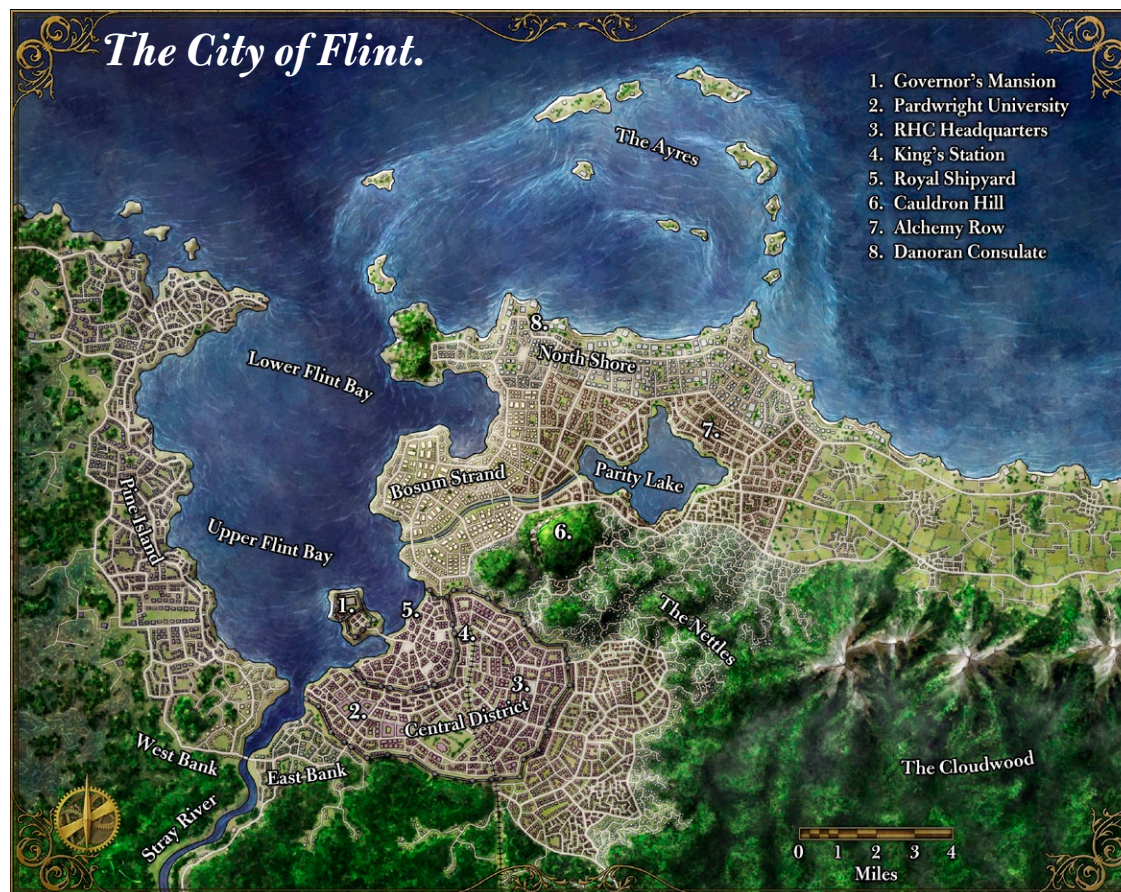 The City of Flint.
1. Governor's Mansion
2. Pardwright University
3. RHC Headquarters
4. King's Station
5. Royal Shipyard
6. Cauldron Hill
7. Alchemy Row
8. Danoran Consulate
The Ayres
8.
North Shore
Lower Flint Bay
7.
Bosum Strand
Parity Lake
Pine Island
Upper Flint Bay
6.
1.
5.
4.
The Nettles
3.
2.
Central District
West Bank
East Bank
The Cloudwood
Stray River
0 1 2 3 4
Miles